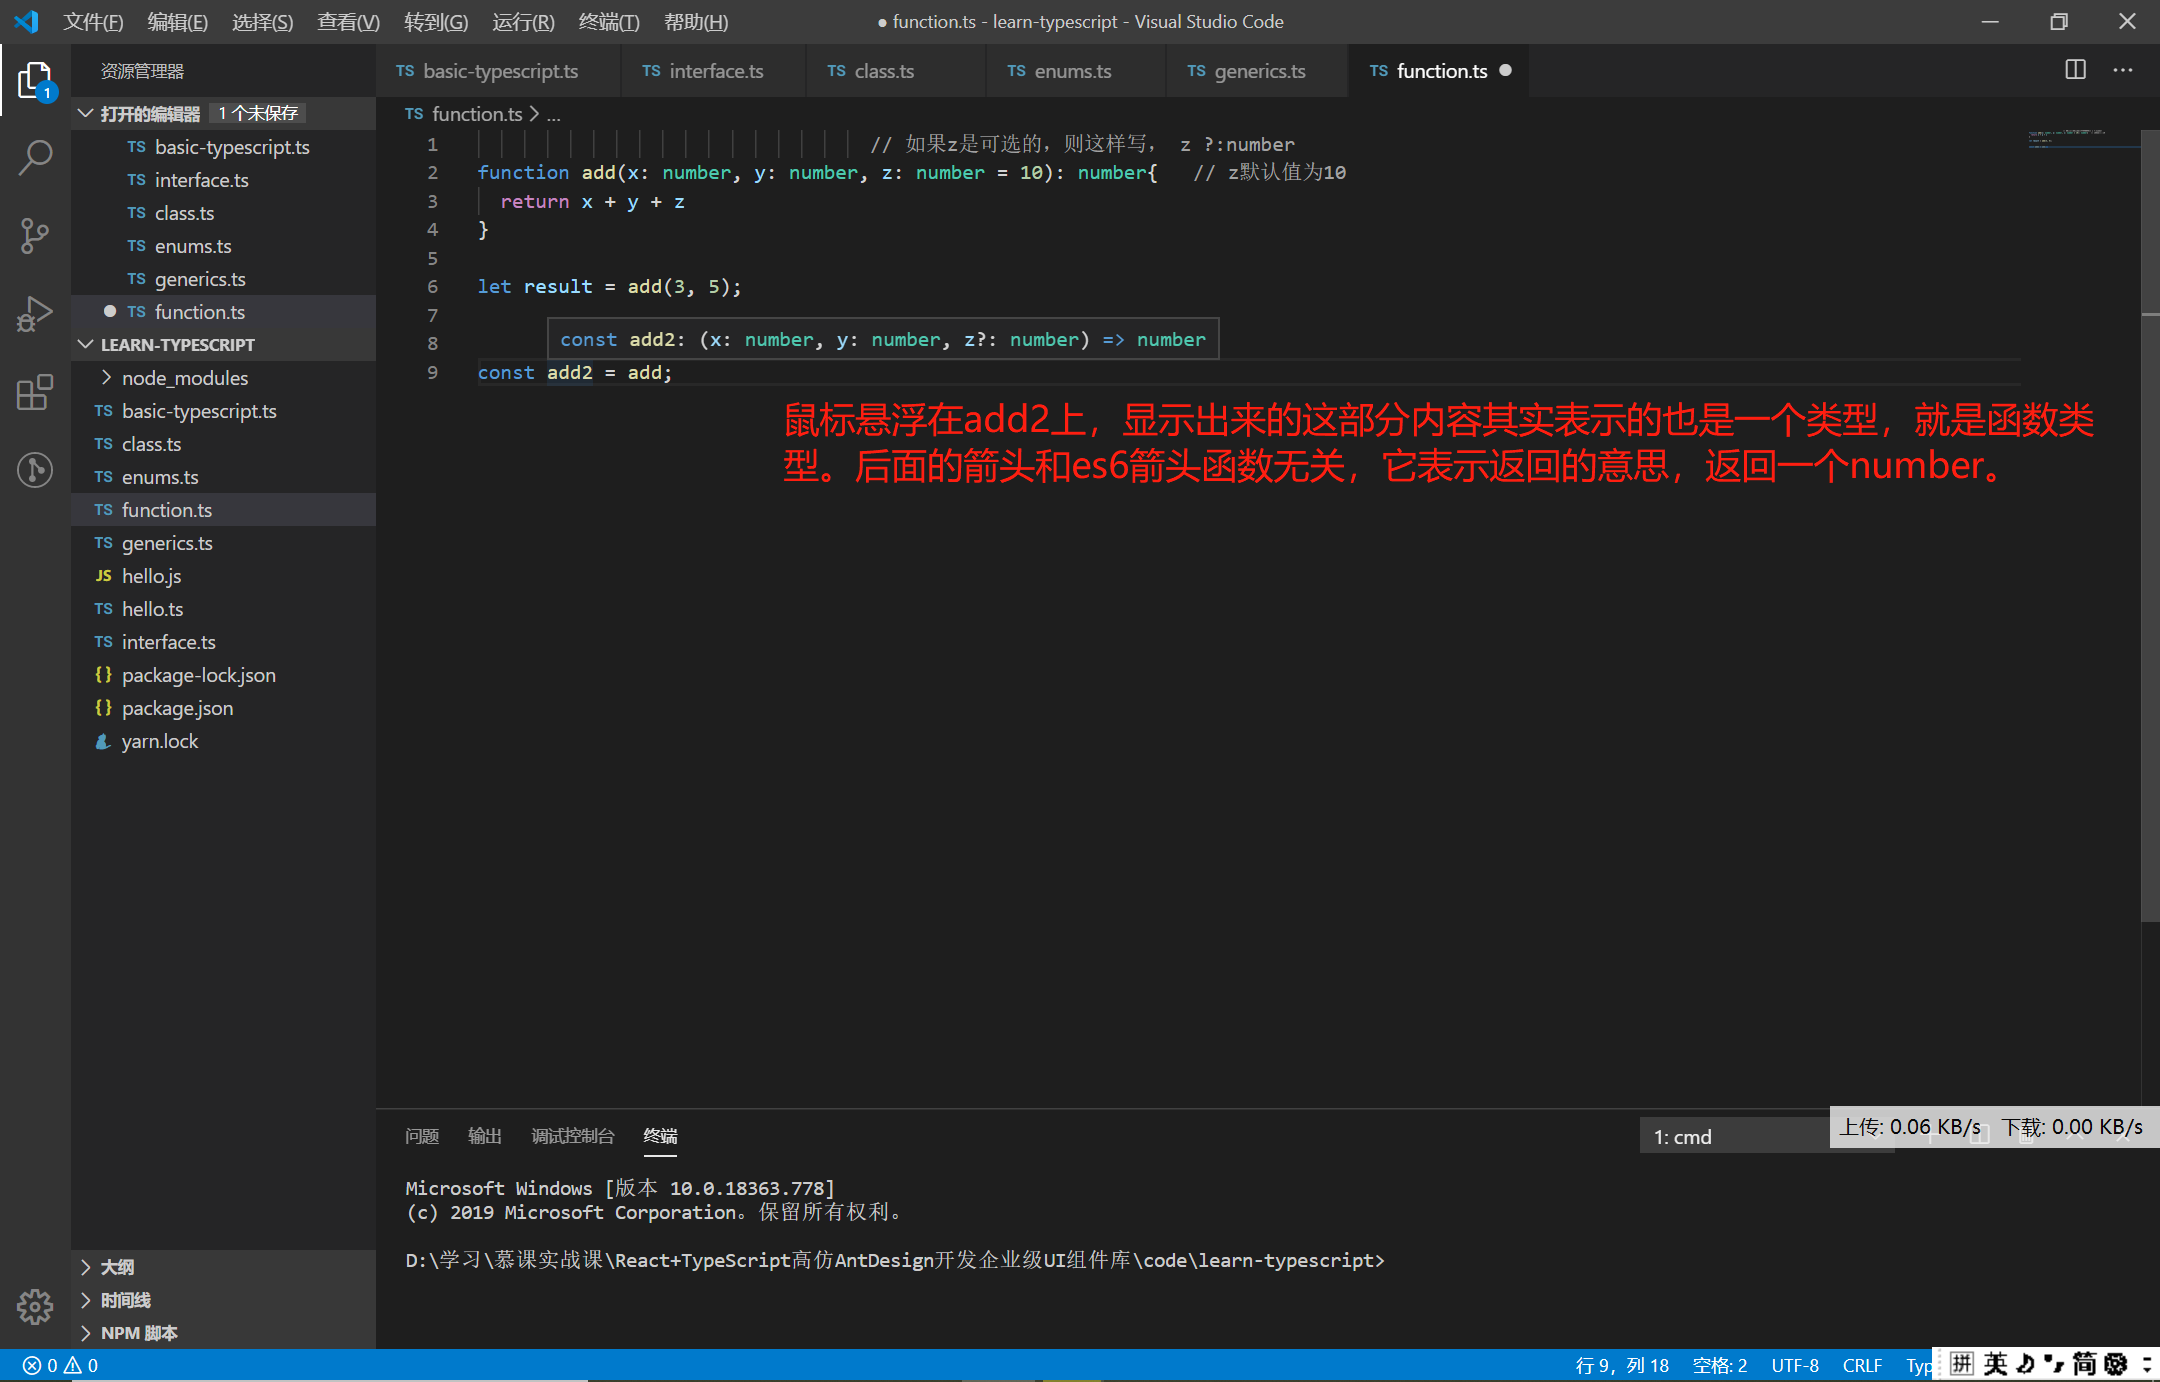 文件(F) 编辑(E) 选择(S) 查看(V) 转到(G) 运行(R) 终端(T) 帮助(H) ● function.ts - learn-typescript - Visual Studio Code
资源管理器
1
打开的编辑器 1 个未保存
TS basic-typescript.ts
TS interface.ts
TS class.ts
TS enums.ts
TS generics.ts
● TS function.ts
LEARN-TYPESCRIPT
node_modules
TS basic-typescript.ts
TS class.ts
TS enums.ts
TS function.ts
TS generics.ts
JS hello.js
TS hello.ts
TS interface.ts
{} package-lock.json
{} package.json
yarn.lock
大纲
时间线
NPM 脚本
TS basic-typescript.ts TS interface.ts TS class.ts TS enums.ts TS generics.ts TS function.ts ●
TS function.ts > ...
1 // 如果z是可选的，则这样写， z ?:number
2 function add(x: number, y: number, z: number = 10): number{ // z默认值为10
3 return x + y + z
4 }
5
6 let result = add(3, 5);
7
8 const add2: (x: number, y: number, z?: number) => number
9 const add2 = add;
鼠标悬浮在add2上，显示出来的这部分内容其实表示的也是一个类型，就是函数类
型。后面的箭头和es6箭头函数无关，它表示返回的意思，返回一个number。
问题 输出 调试控制台 终端 1: cmd
上传: 0.06 KB/s 下载: 0.00 KB/s
Microsoft Windows [版本 10.0.18363.778]
(c) 2019 Microsoft Corporation。保留所有权利。
D:\学习\慕课实战课\React+TypeScript高仿AntDesign开发企业级UI组件库\code\learn-typescript>
0 0 行 9，列 18 空格: 2 UTF-8 CRLF Typ
拼 英 简